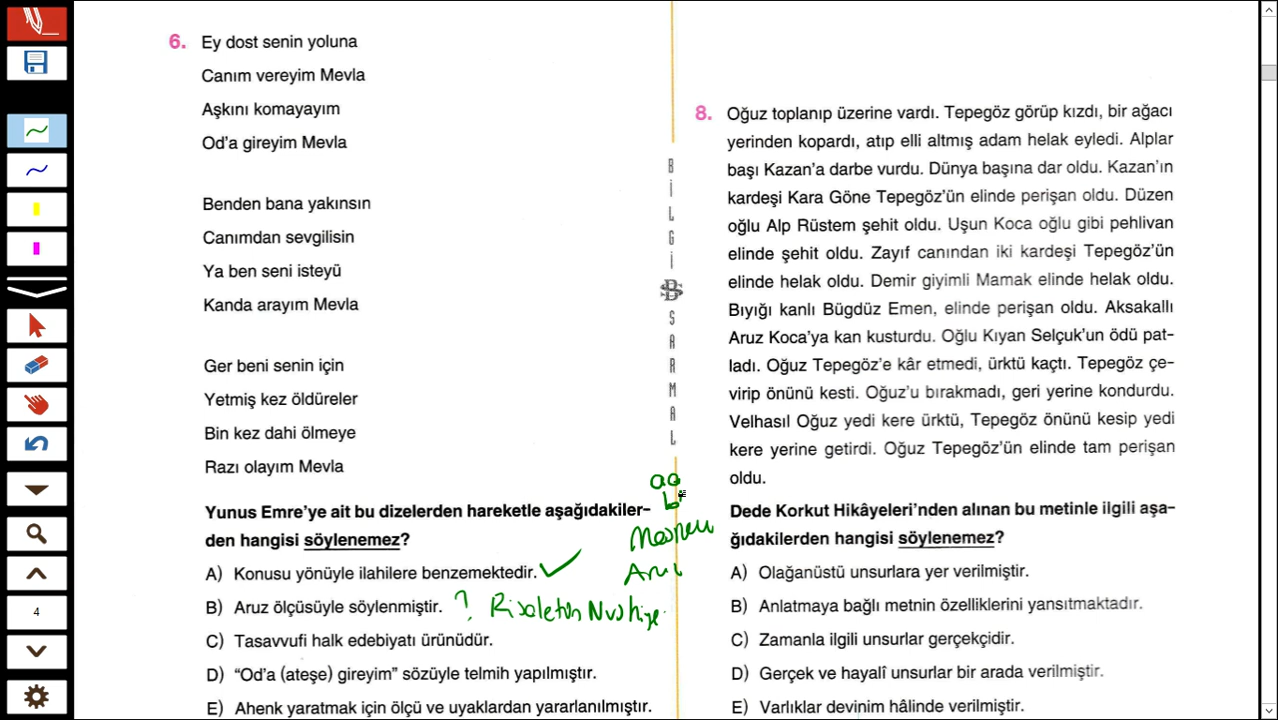 6. Ey dost senin yoluna
Canım vereyim Mevla
Aşkını komayayım
Od'a gireyim Mevla
Benden bana yakınsın
Canımdan sevgilisin
Ya ben seni isteyü
Kanda arayım Mevla
Ger beni senin için
Yetmiş kez öldüreler
Bin kez dahi ölmeye
Razı olayım Mevla
Yunus Emre'ye ait bu dizelerden hareketle aşağıdakiler-
den hangisi söylenemez?
A) Konusu yönüyle ilahilere benzemektedir.
B) Aruz ölçüsüyle söylenmiştir. ?
C) Tasavvufi halk edebiyatı ürünüdür.
D) "Od'a (ateşe) gireyim" sözüyle telmih yapılmıştır.
E) Ahenk yaratmak için ölçü ve uyaklardan yararlanılmıştır.
aa
BİLGİ SARMAL
8. Oğuz toplanıp üzerine vardı. Tepegöz görüp kızdı, bir ağacı
yerinden kopardı, atıp elli altmış adam helak eyledi. Alplar
başı Kazan'a darbe vurdu. Dünya başına dar oldu. Kazan'ın
kardeşi Kara Göne Tepegöz'ün elinde perişan oldu. Düzen
oğlu Alp Rüstem şehit oldu. Uşun Koca oğlu gibi pehlivan
elinde şehit oldu. Zayıf canından iki kardeşi Tepegöz'ün
elinde helak oldu. Demir giyimli Mamak elinde helak oldu.
Bıyığı kanlı Bügdüz Emen, elinde perişan oldu. Aksakallı
Aruz Koca'ya kan kusturdu. Oğlu Kıyan Selçuk'un ödü pat-
ladı. Oğuz Tepegöz'e kâr etmedi, ürktü kaçtı. Tepegöz çe-
virip önünü kesti. Oğuz'u bırakmadı, geri yerine kondurdu.
Velhasıl Oğuz yedi kere ürktü, Tepegöz önünü kesip yedi
kere yerine getirdi. Oğuz Tepegöz'ün elinde tam perişan
oldu.
Dede Korkut Hikâyeleri'nden alınan bu metinle ilgili aşa-
ğıdakilerden hangisi söylenemez?
A) Olağanüstü unsurlara yer verilmiştir.
B) Anlatmaya bağlı metnin özelliklerini yansıtmaktadır.
C) Zamanla ilgili unsurlar gerçekçidir.
D) Gerçek ve hayalî unsurlar bir arada verilmiştir.
E) Varlıklar devinim hâlinde verilmiştir.
4